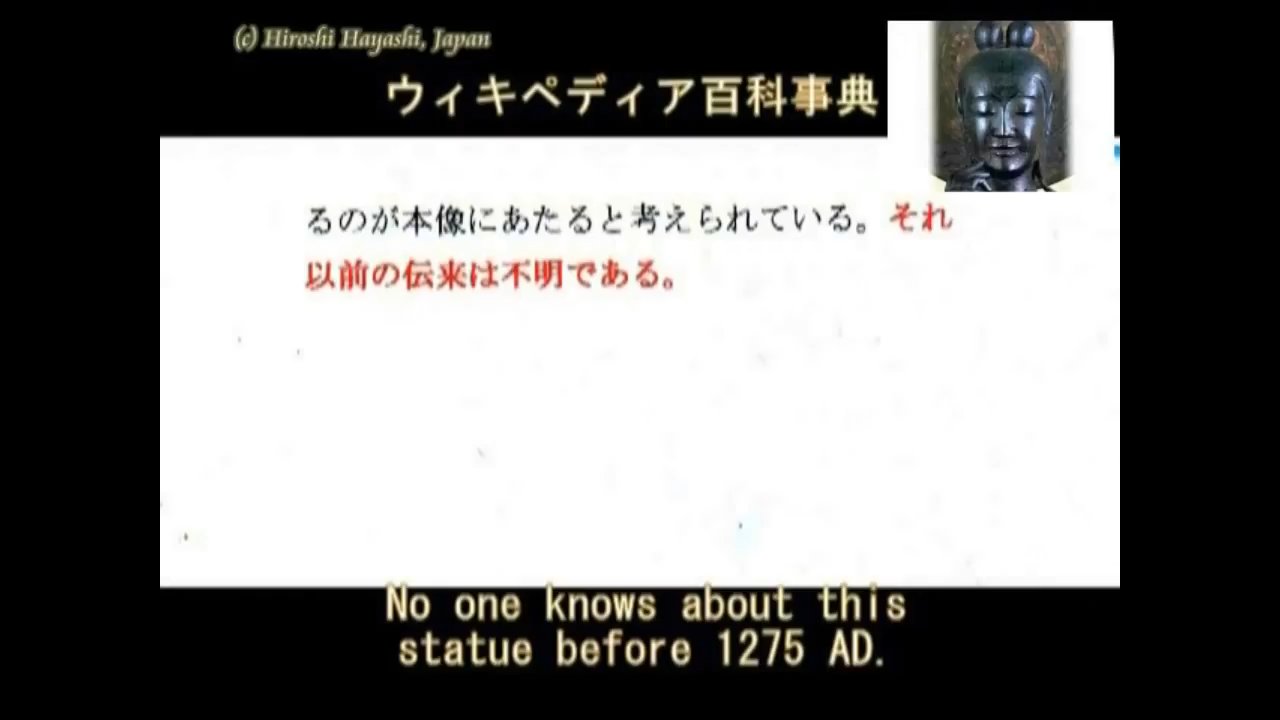 (c) Hiroshi Hayashi, Japan
ウィキペディア百科事典
るのが本像にあたると考えられている。それ
以前の伝来は不明である。
No one knows about this
statue before 1275 AD.